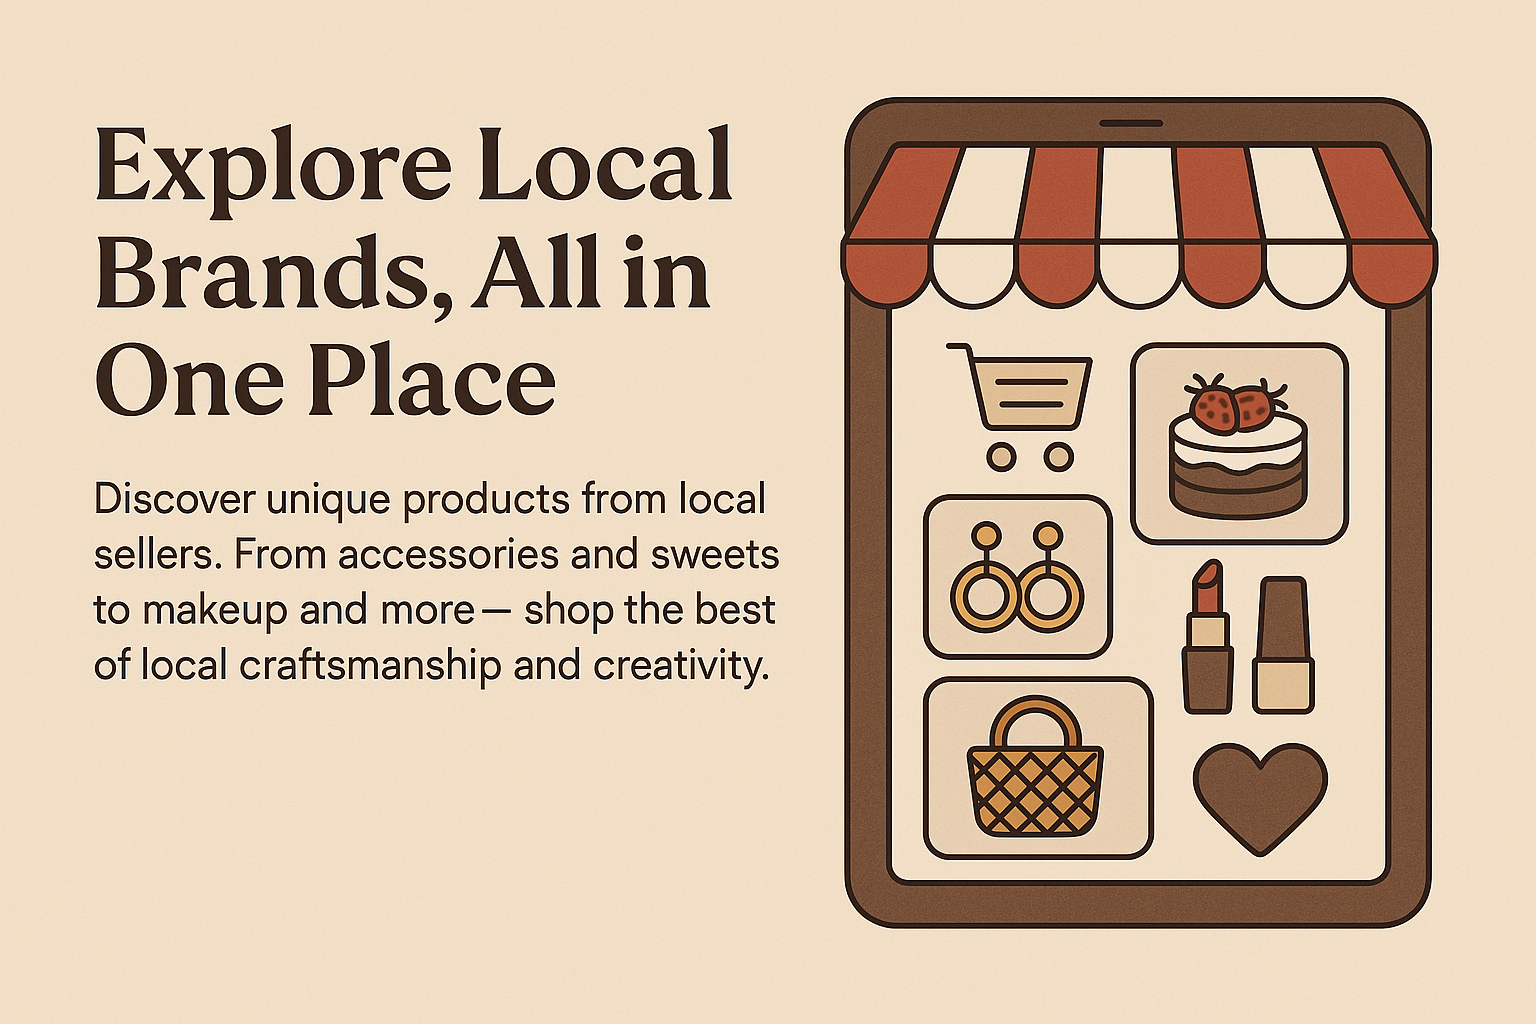 Explore Local
Brands, All in
One Place
Discover unique products from local
sellers. From accessories and sweets
to makeup and more — shop the best
of local craftsmanship and creativity.